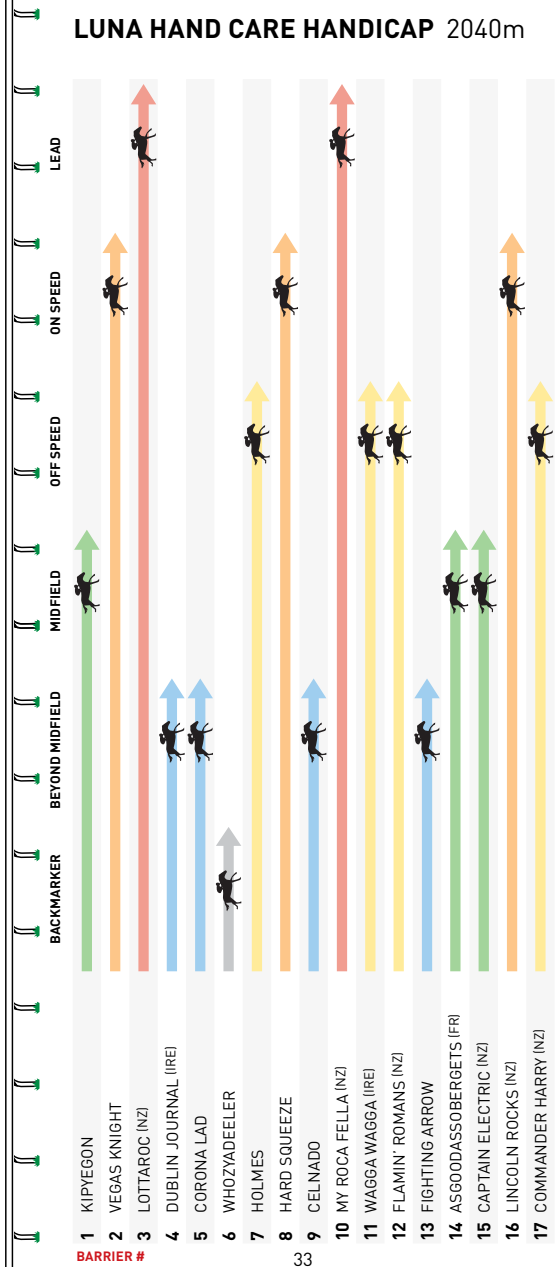 LUNA HAND CARE HANDICAP 2040m
LEAD
ON SPEED
OFF SPEED
MIDFIELD
BEYOND MIDFIELD
BACKMARKER
1 KIPYEGON
2 VEGAS KNIGHT
3 LOTTAROC (NZ)
4 DUBLIN JOURNAL (IRE)
5 CORONA LAD
6 WHOZYADEELER
7 HOLMES
8 HARD SQUEEZE
9 CELNADO
10 MY ROCA FELLA (NZ)
11 WAGGA WAGGA (IRE)
12 FLAMIN' ROMANS (NZ)
13 FIGHTING ARROW
14 ASGOODASSOBERGETS (FR)
15 CAPTAIN ELECTRIC (NZ)
16 LINCOLN ROCKS (NZ)
17 COMMANDER HARRY (NZ)
BARRIER #
33